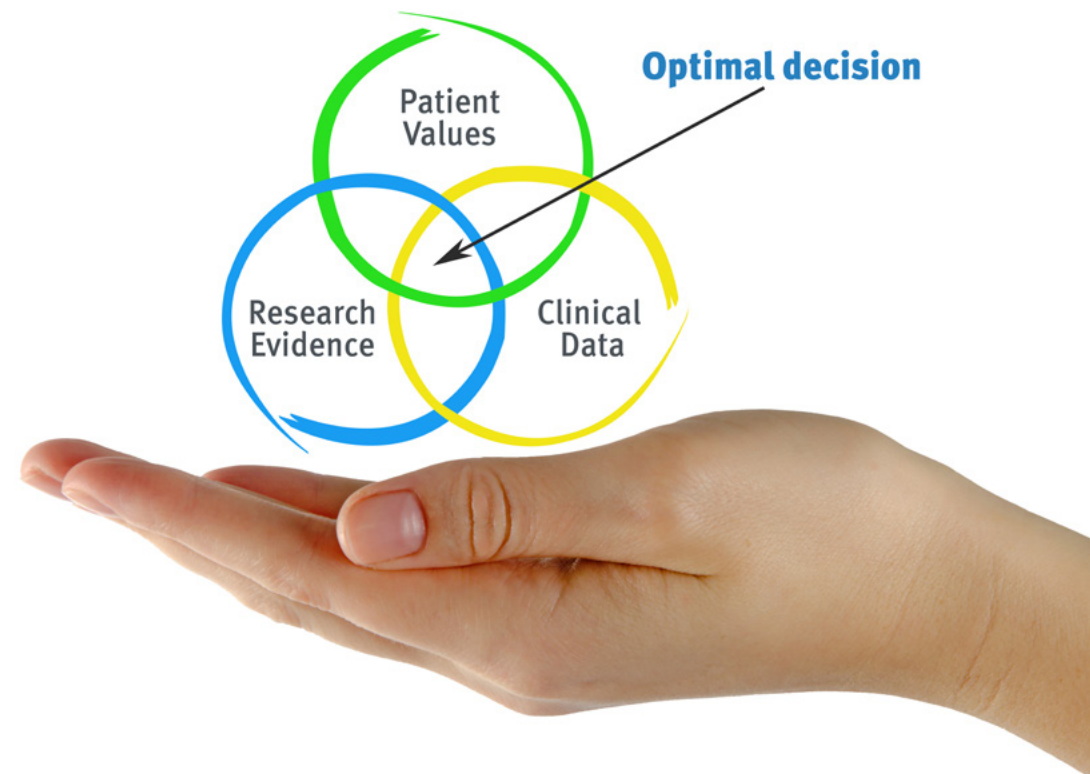 Optimal decision
Patient
Values
Research
Evidence
Clinical
Data